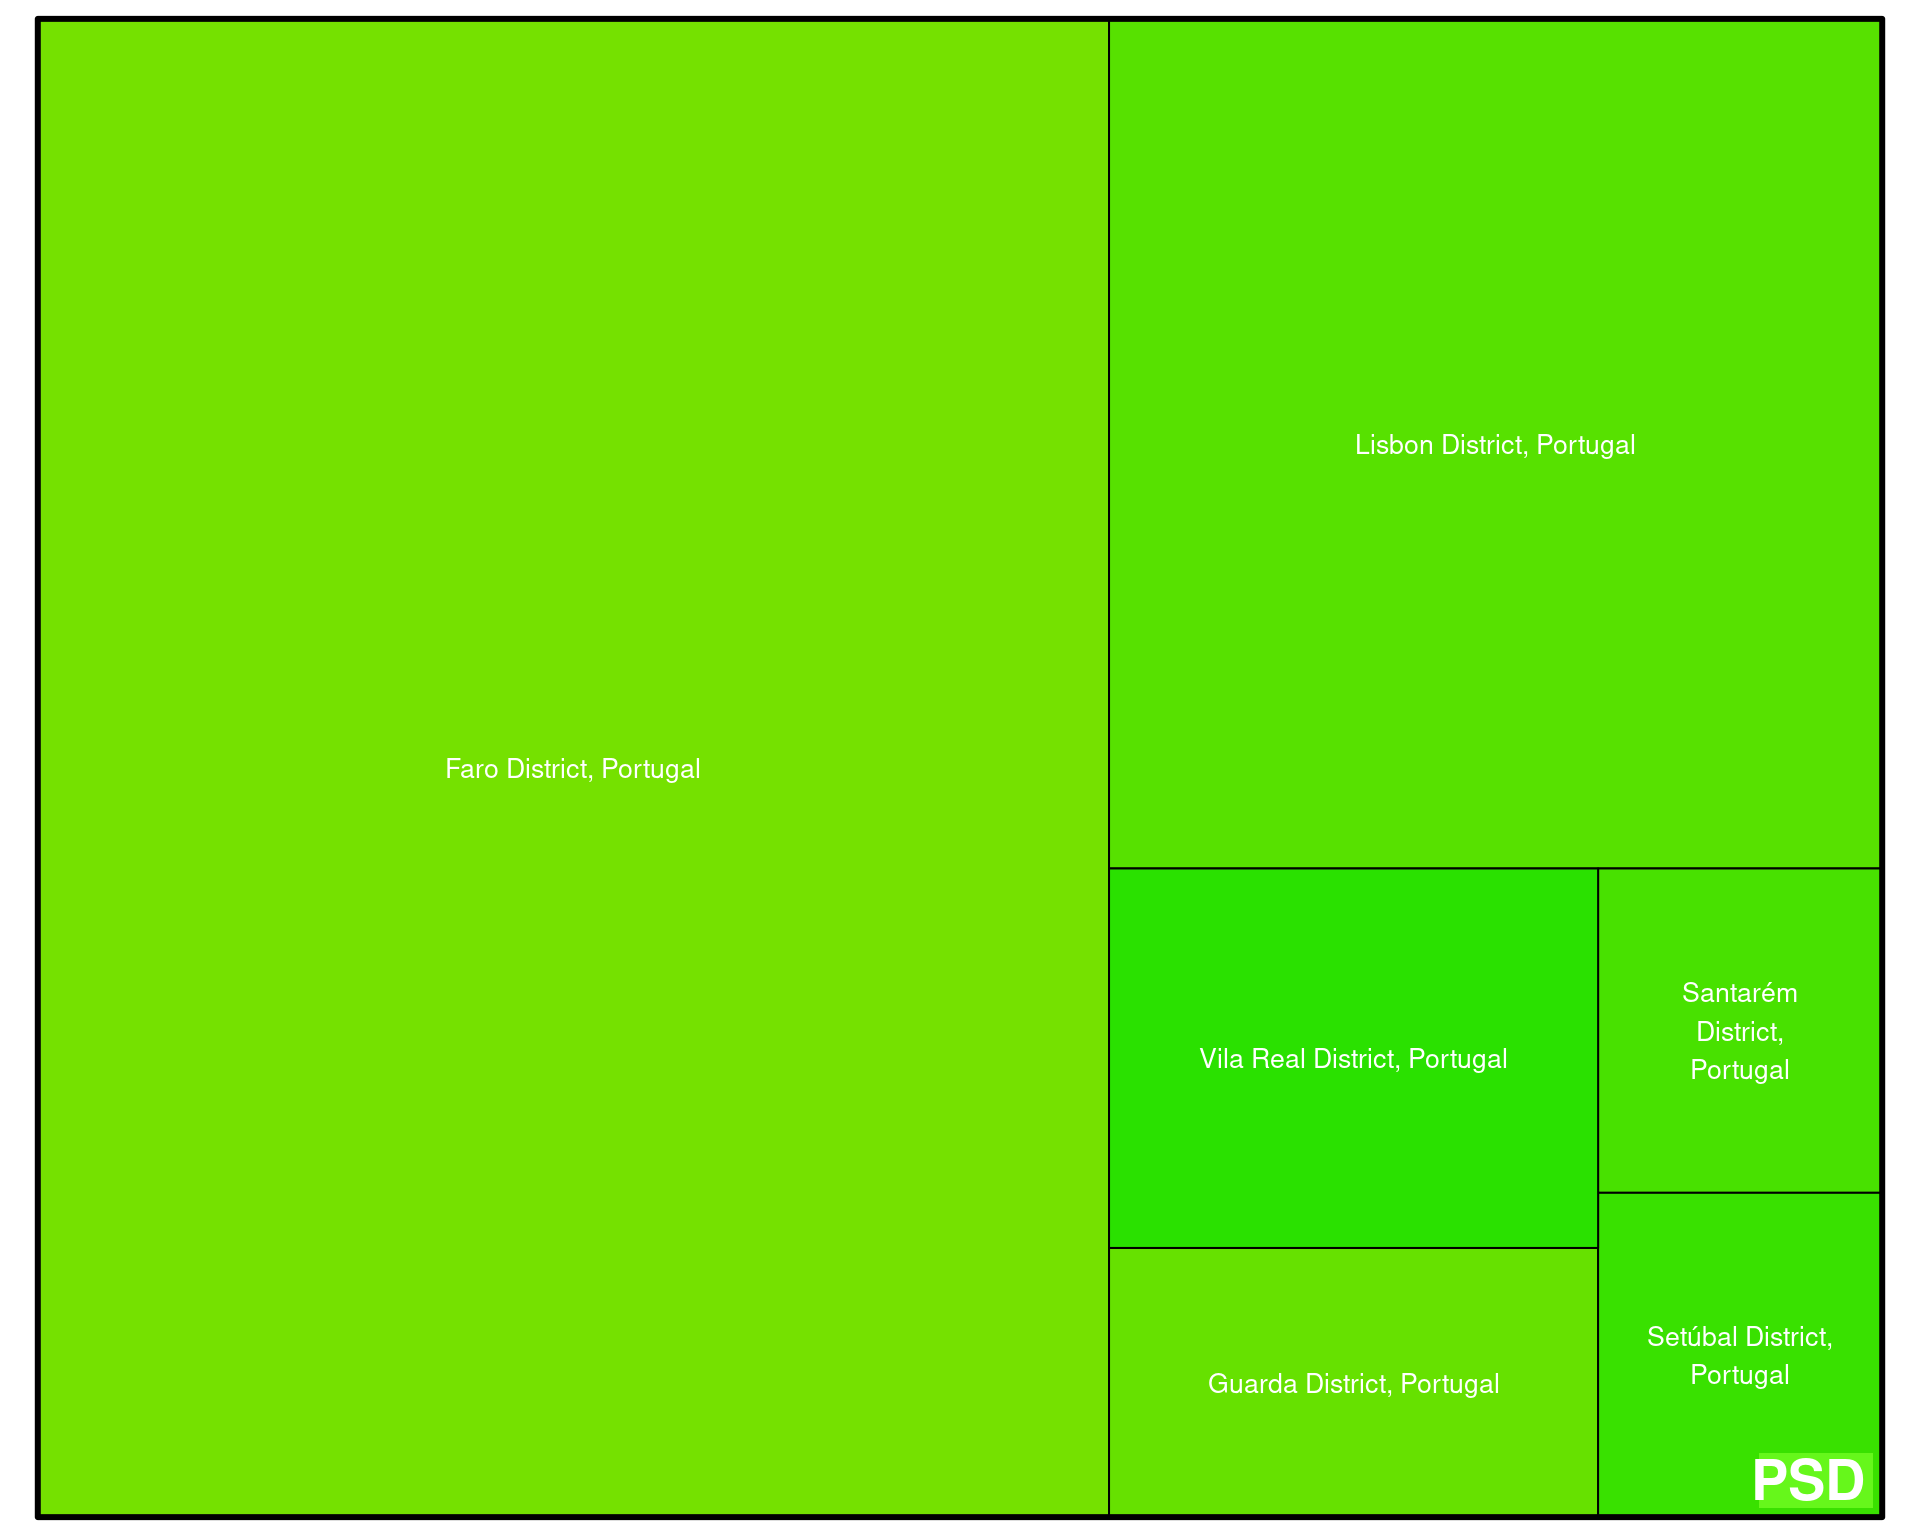 Lisbon District, Portugal
Faro District, Portugal
Santarém
District,
Portugal
Vila Real District, Portugal
Setúbal District,
Portugal
Guarda District, Portugal
PSD